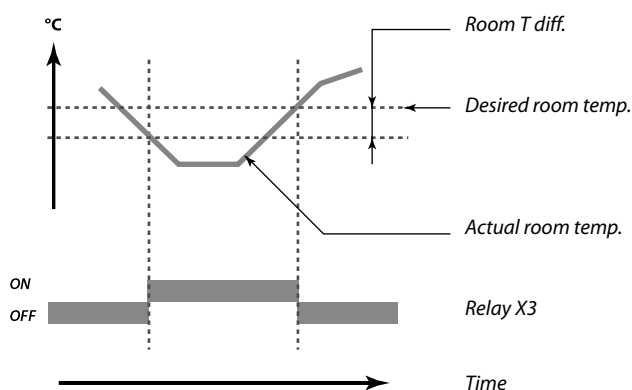 °C
Room T diff.
Desired room temp.
Actual room temp.
ON
OFF
Relay X3
Time